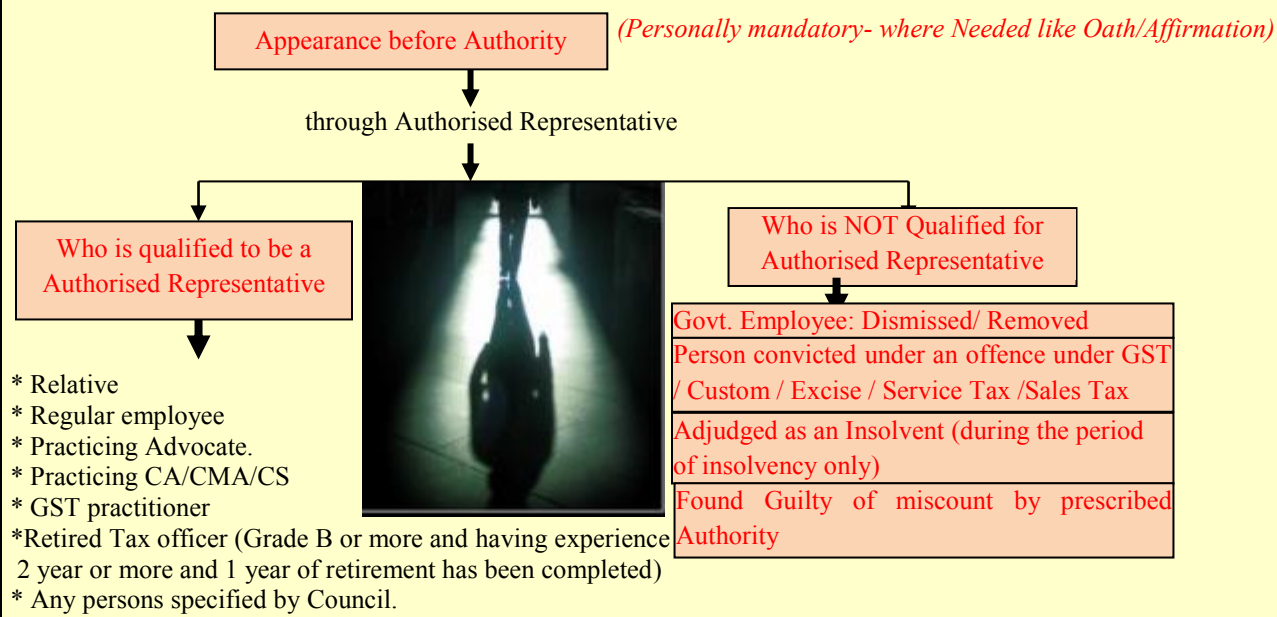 Appearance before Authority
(Personally mandatory- where Needed like Oath/Affirmation)
through Authorised Representative
Who is qualified to be a
Authorised Representative
* Relative
* Regular employee
* Practicing Advocate.
* Practicing CA/CMA/CS
* GST practitioner
*Retired Tax officer (Grade B or more and having experience
2 year or more and 1 year of retirement has been completed)
* Any persons specified by Council.
Who is NOT Qualified for
Authorised Representative
Govt. Employee: Dismissed/ Removed
Person convicted under an offence under GST
/ Custom / Excise / Service Tax /Sales Tax
Adjudged as an Insolvent (during the period
of insolvency only)
Found Guilty of miscount by prescribed
Authority